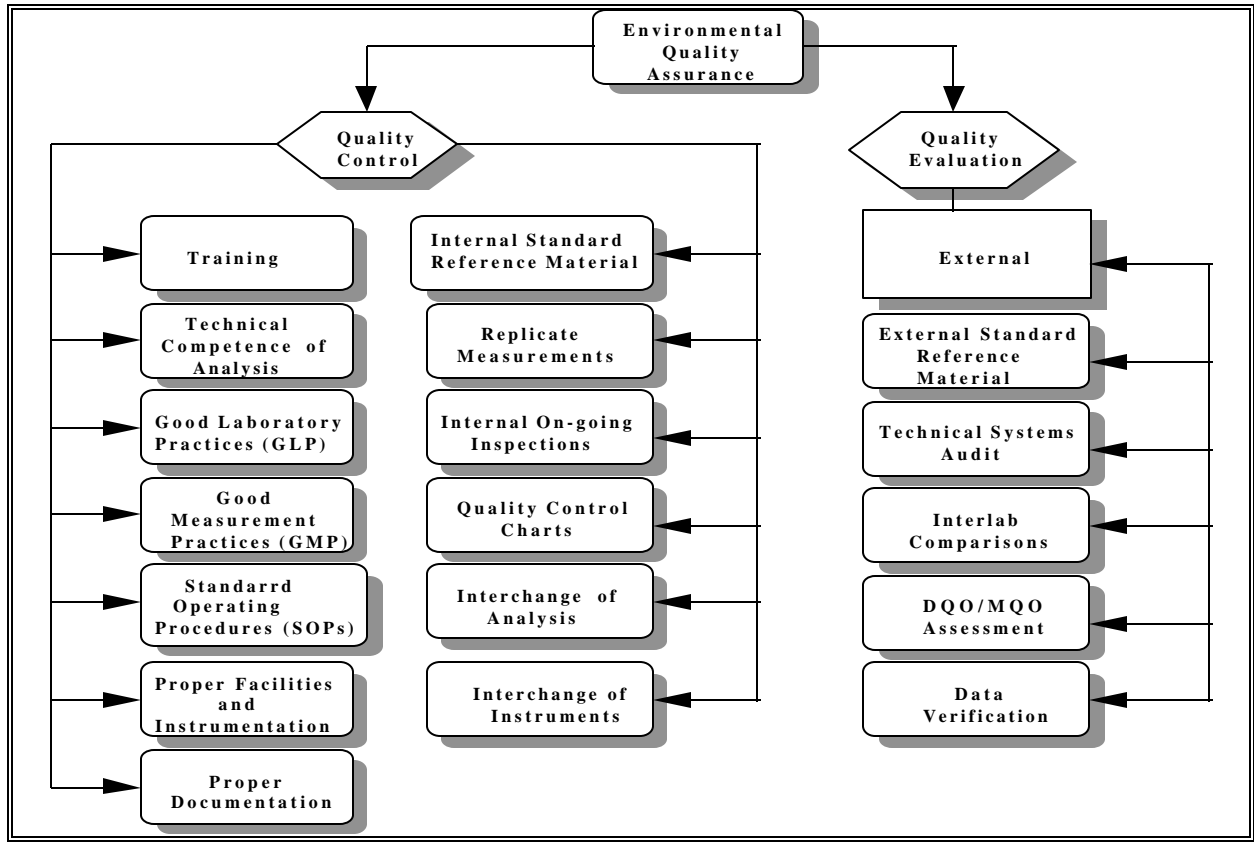 Environmental
Quality
Assurance
Quality
Control
Quality
Evaluation
Training
Technical
Competence of
Analysis
Good Laboratory
Practices (GLP)
Good
Measurement
Practices (GMP)
Standarrd
Operating
Procedures (SOPs)
Proper Facilities
and
Instrumentation
Proper
Documentation
Internal Standard
Reference Material
Replicate
Measurements
Internal On-going
Inspections
Quality Control
Charts
Interchange of
Analysis
Interchange of
Instruments
External
External Standard
Reference
Material
Technical Systems
Audit
Interlab
Comparisons
DQO/MQO
Assessment
Data
Verification